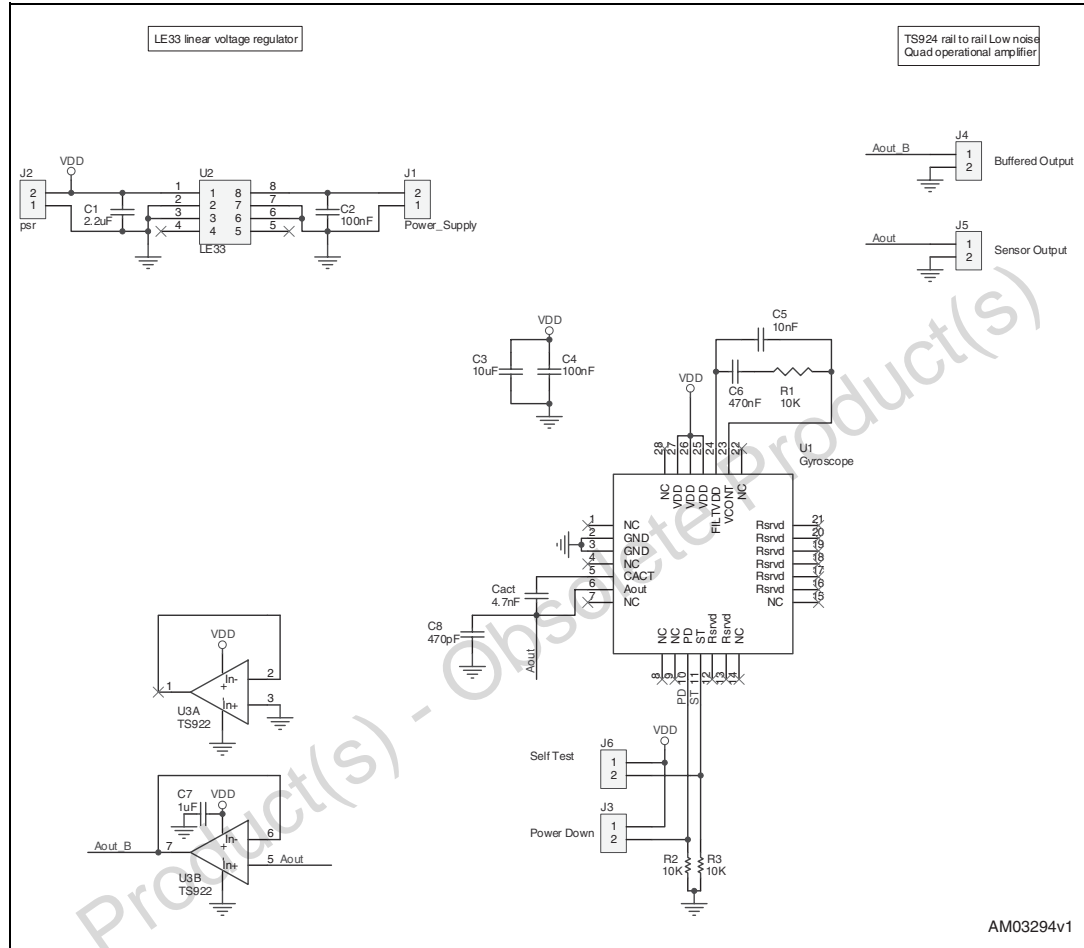 LE33 linear voltage regulator
TS924 rail to rail Low noise
Quad operational amplifier
J2
VDD
2
1
psr
C1
2.2uF
U2
1
2
3
4
1
2
3
4
8
7
6
5
8
7
6
5
LE33
C2
100nF
J1
2
1
Power_Supply
J4
Aout_B
1
2
Buffered Output
J5
Aout
1
2
Sensor Output
VDD
C3
10uF
C4
100nF
C5
10nF
C6
470nF
R1
10K
VDD
U1
Gyroscope
28
27
26
25
24
23
22
NC
VDD
VDD
VDD
FILTVDD
VCONT
NC
1
2
3
4
5
6
7
NC
GND
GND
NC
CACT
Aout
NC
Rsrvd
Rsrvd
Rsrvd
Rsrvd
Rsrvd
Rsrvd
NC
21
20
19
18
17
16
15
NC
NC
PD
ST
Rsrvd
Rsrvd
NC
8
9
10
11
12
13
14
PD
ST
Cact
4.7nF
C8
470pF
Aout
VDD
In-
+
In+
1
2
3
U3A
TS922
C7
1uF
VDD
In-
+
In+
Aout_B
7
6
5
Aout
U3B
TS922
Self Test
J6
1
2
VDD
Power Down
J3
1
2
R2
10K
R3
10K
AM03294v1
Product(s) - Obsolete Product(s)